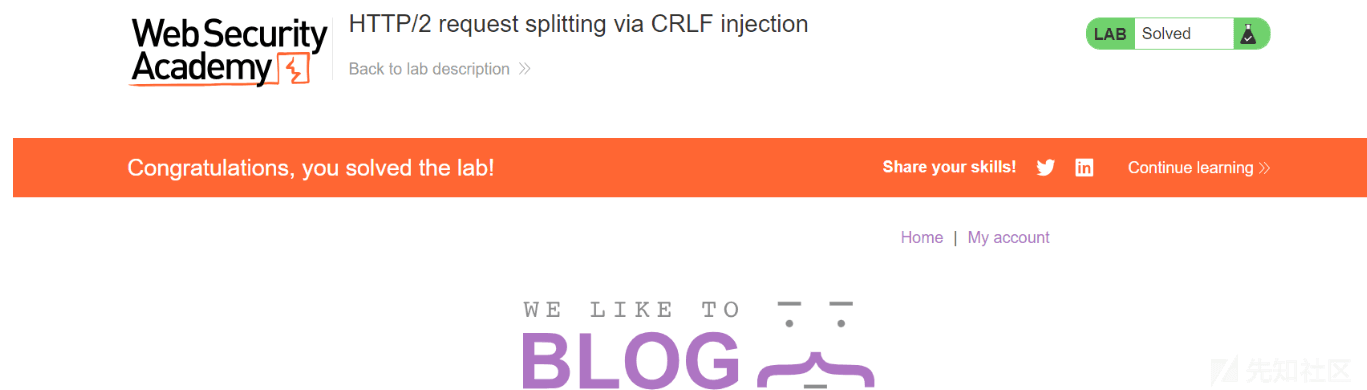 Web Security
Academy
HTTP/2 request splitting via CRLF injection
Back to lab description
LAB Solved
Congratulations, you solved the lab!
Share your skills!
Continue learning
Home | My account
WE LIKE TO
BLOG
先知社区